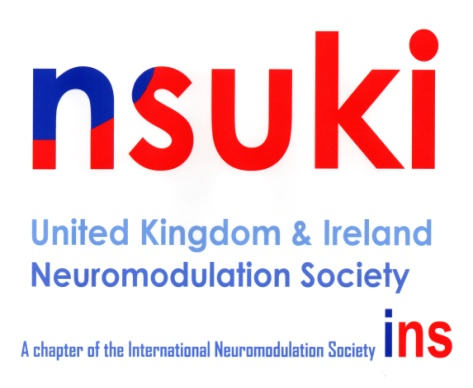 nsuki
United Kingdom & Ireland
Neuromodulation Society
A chapter of the International Neuromodulation Society ins